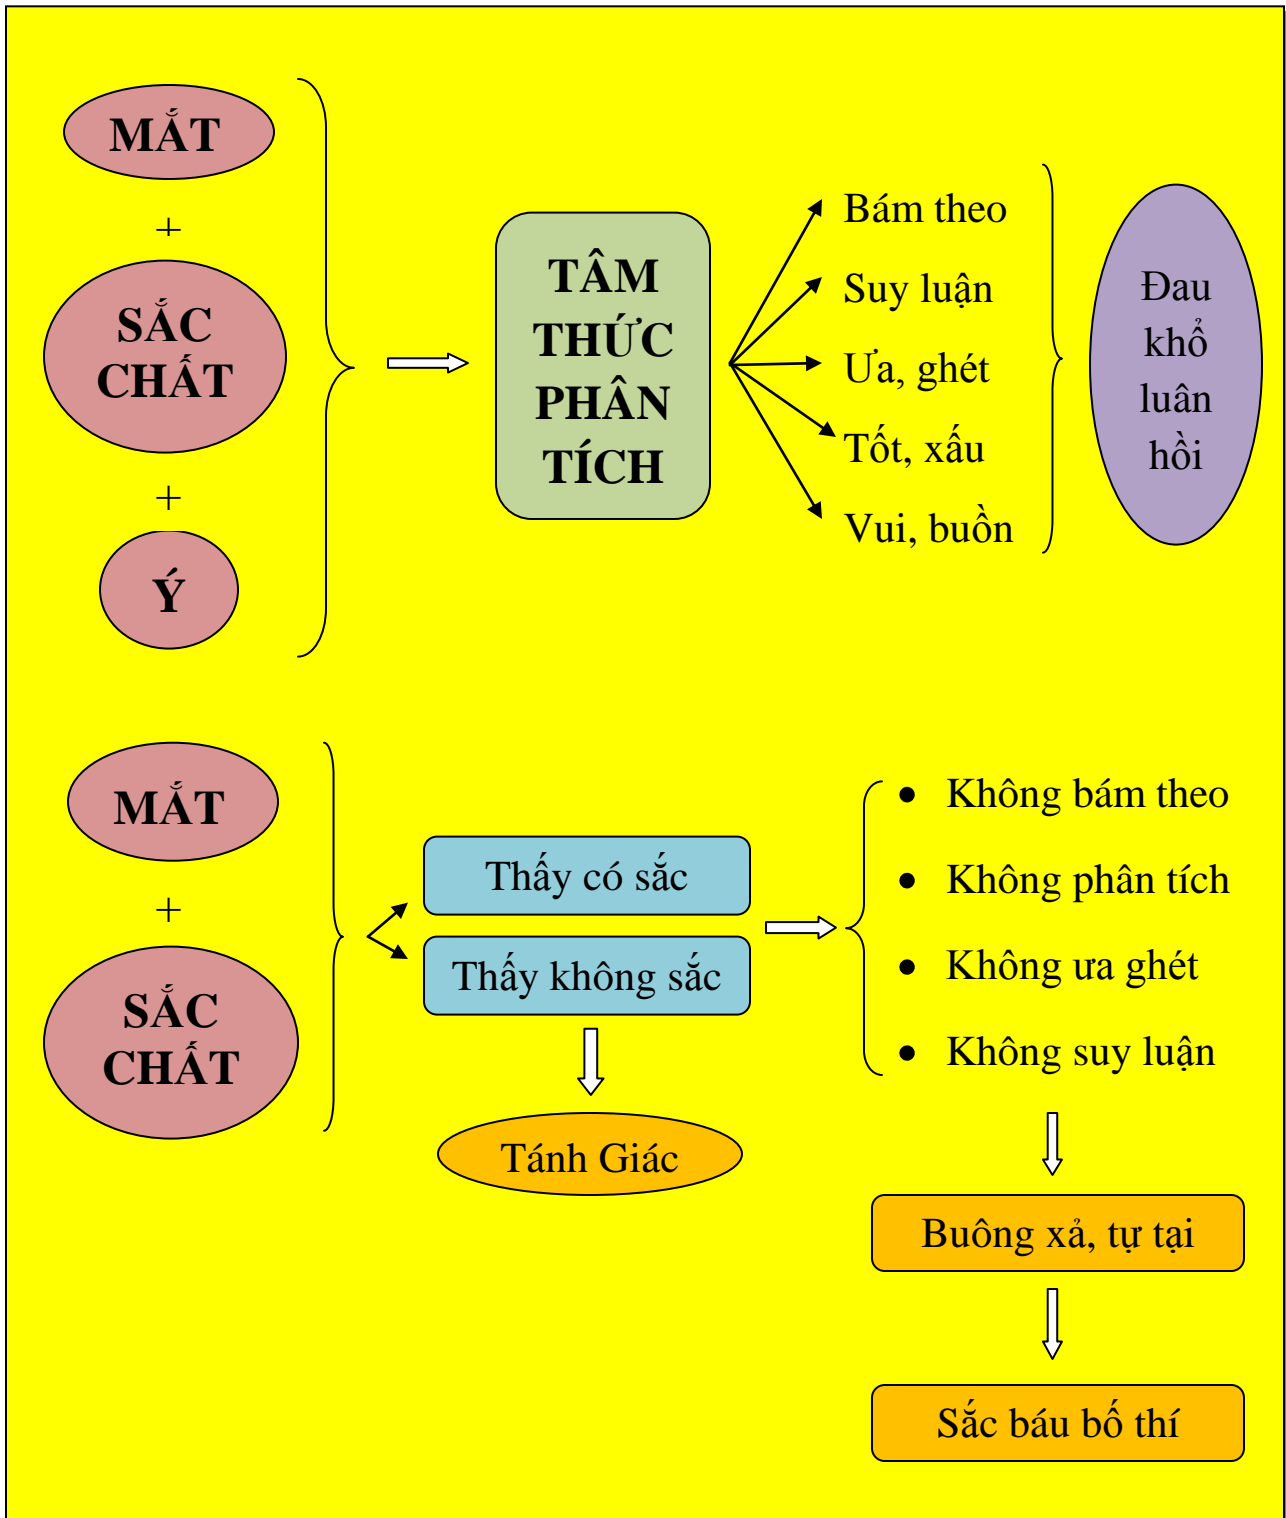 MẮT
+
SẮC
CHẤT
+
Ý
TÂM
THỨC
PHÂN
TÍCH
Bám theo
Suy luận
Ưa, ghét
Tốt, xấu
Vui, buồn
Đau
khổ
luân
hồi
MẮT
+
SẮC
CHẤT
Thấy có sắc
Thấy không sắc
Tánh Giác
• Không bám theo
• Không phân tích
• Không ưa ghét
• Không suy luận
Buông xả, tự tại
Sắc báu bố thí